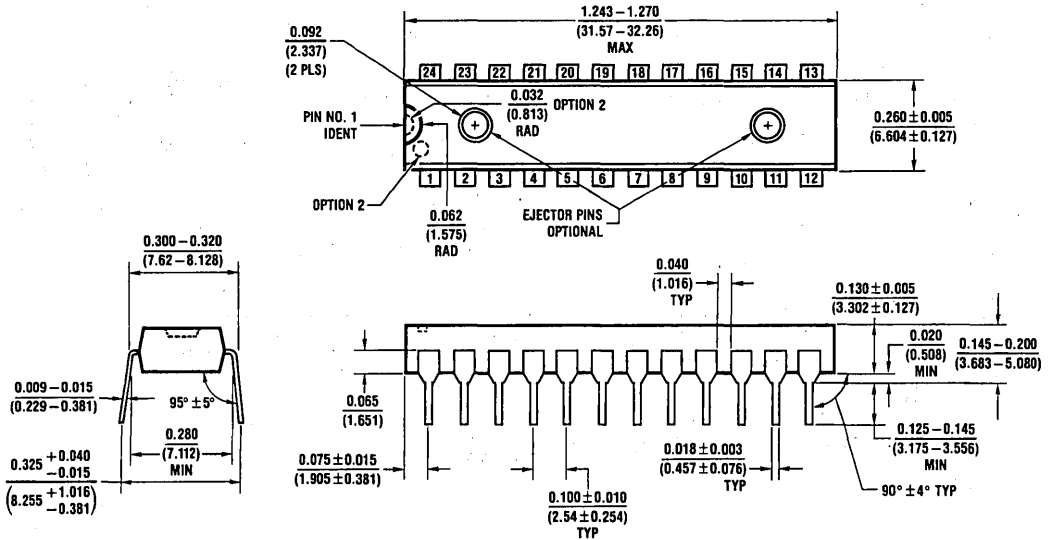 1.243–1.270
(31.57–32.26)
MAX
0.092
(2.337)
(2 PLS)
24 23 22 21 20 19 18 17 16 15 14 13
0.032
(0.813)
RAD
OPTION 2
PIN NO. 1
IDENT
0.260±0.005
(6.604±0.127)
1 2 3 4 5 6 7 8 9 10 11 12
OPTION 2
0.062
(1.575)
RAD
EJECTOR PINS
OPTIONAL
0.300–0.320
(7.62–8.128)
0.040
(1.016)
TYP
0.130±0.005
(3.302±0.127)
0.020
(0.508)
MIN
0.145–0.200
(3.683–5.080)
0.009–0.015
(0.229–0.381)
95°±5°
0.065
(1.651)
0.280
(7.112)
MIN
0.125–0.145
(3.175–3.556)
MIN
0.325 +0.040
−0.015
(8.255 +1.016
−0.381)
0.075±0.015
(1.905±0.381)
0.018±0.003
(0.457±0.076)
TYP
0.100±0.010
(2.54±0.254)
TYP
90°±4° TYP